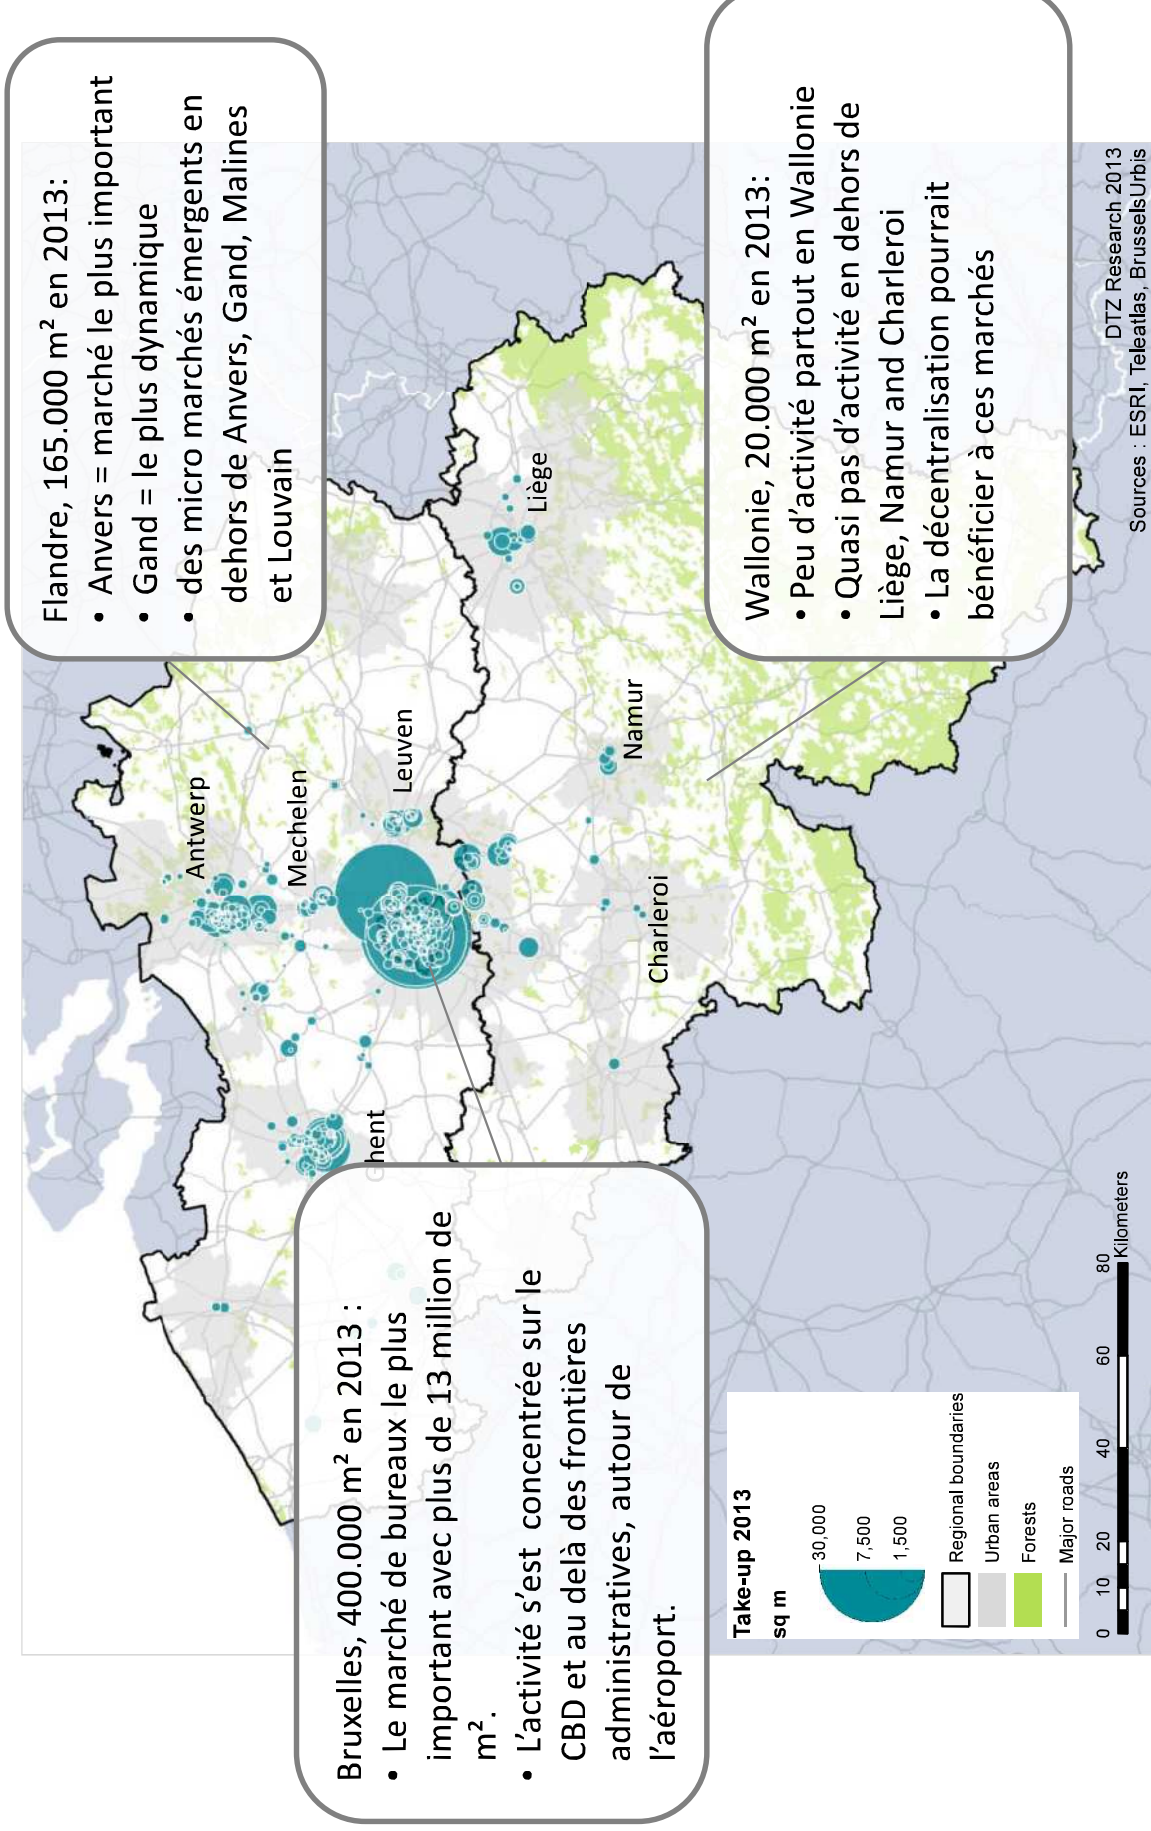 Flandre, 165.000 m² en 2013:
• Anvers = marché le plus important
• Gand = le plus dynamique
• des micro marchés émergents en
dehors de Anvers, Gand, Malines
et Louvain
Antwerp
Mechelen
Leuven
Ghent
Liège
Namur
Charleroi
Bruxelles, 400.000 m² en 2013 :
• Le marché de bureaux le plus
important avec plus de 13 million de
m².
• L’activité s’est concentrée sur le
CBD et au delà des frontières
administratives, autour de
l’aéroport.
Wallonie, 20.000 m² en 2013:
• Peu d’activité partout en Wallonie
• Quasi pas d’activité en dehors de
Liège, Namur and Charleroi
• La décentralisation pourrait
bénéficier à ces marchés
Take-up 2013
sq m
30,000
7,500
1,500
Regional boundaries
Urban areas
Forests
Major roads
0 10 20 40 60 80
Kilometers
DTZ Research 2013
Sources : ESRI, Teleatlas, BrusselsUrbis